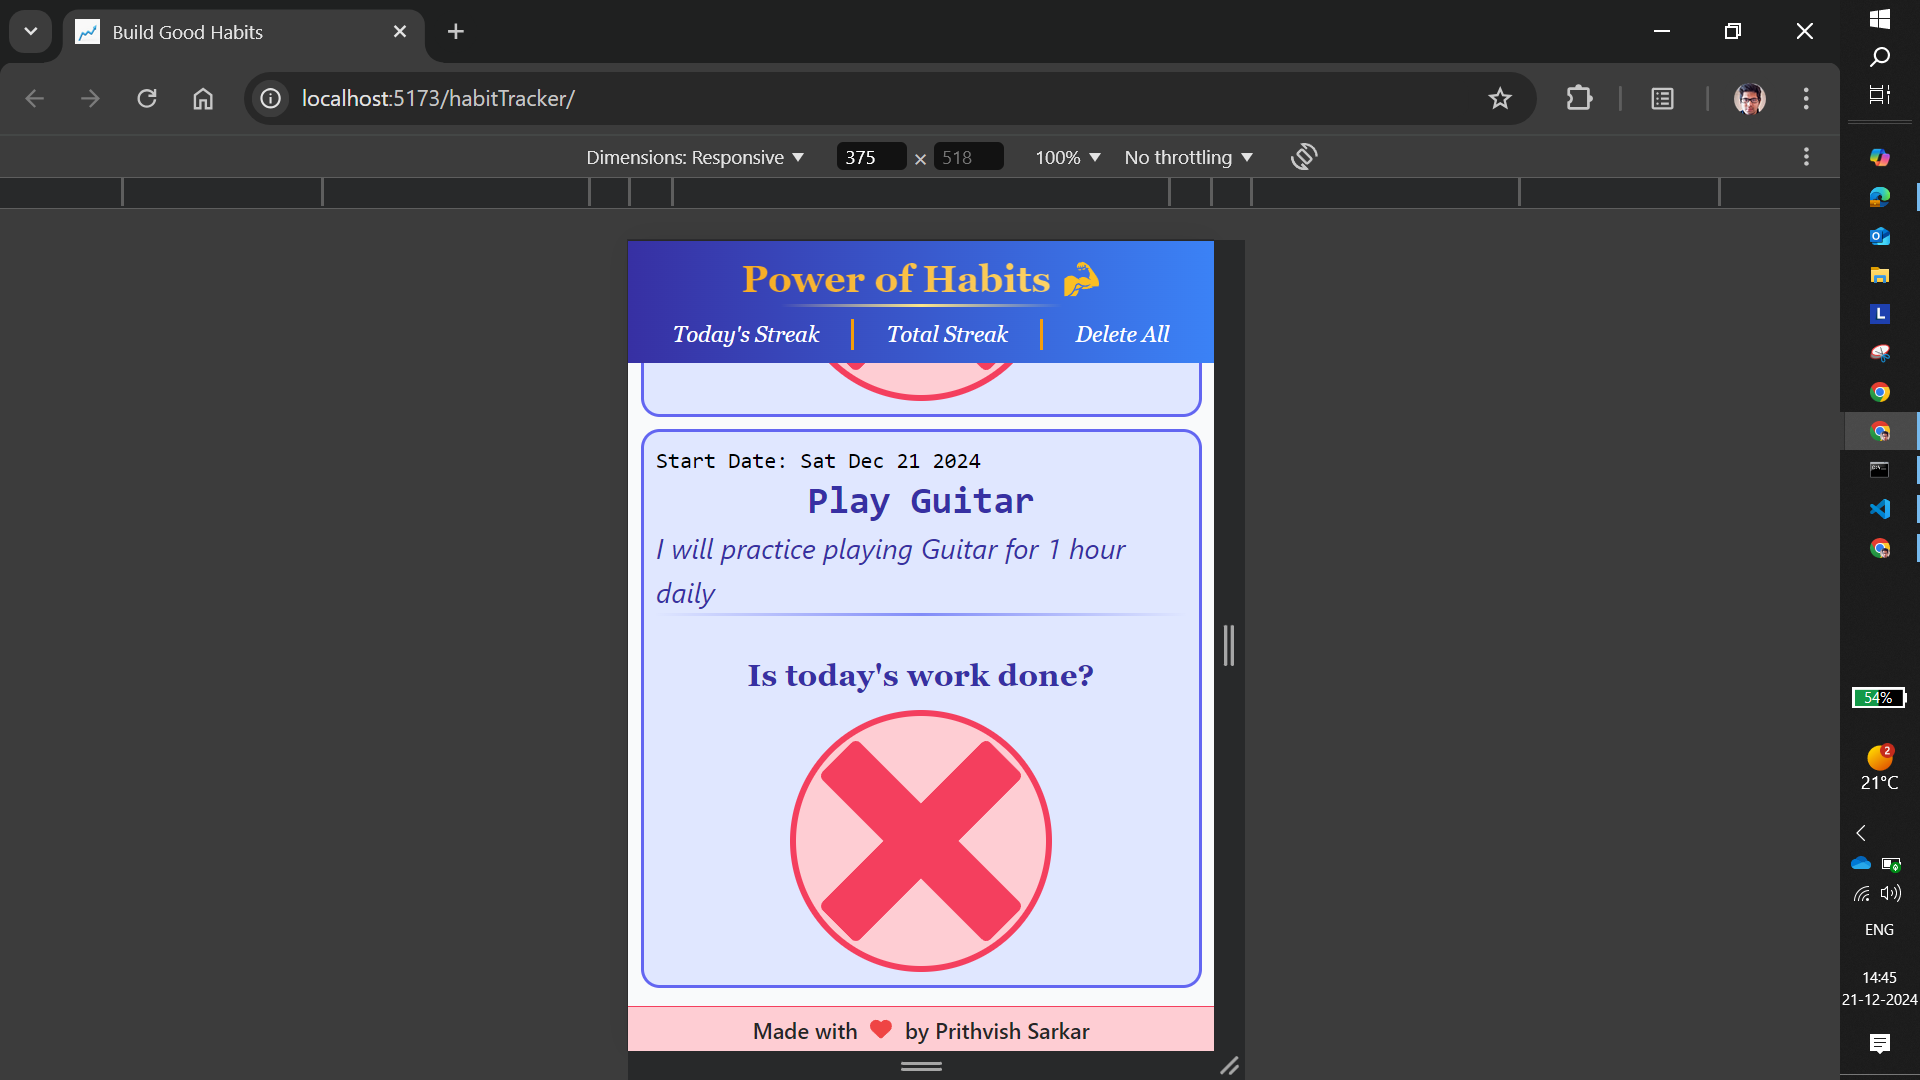 Build Good Habits
localhost:5173/habitTracker/
Dimensions: Responsive 375 × 518 100% No throttling
Power of Habits
Today's Streak Total Streak Delete All
Start Date: Sat Dec 21 2024
Play Guitar
I will practice playing Guitar for 1 hour
daily
Is today's work done?
Made with by Prithvish Sarkar
L
54%
2
21°C
ENG
14:45
21-12-2024